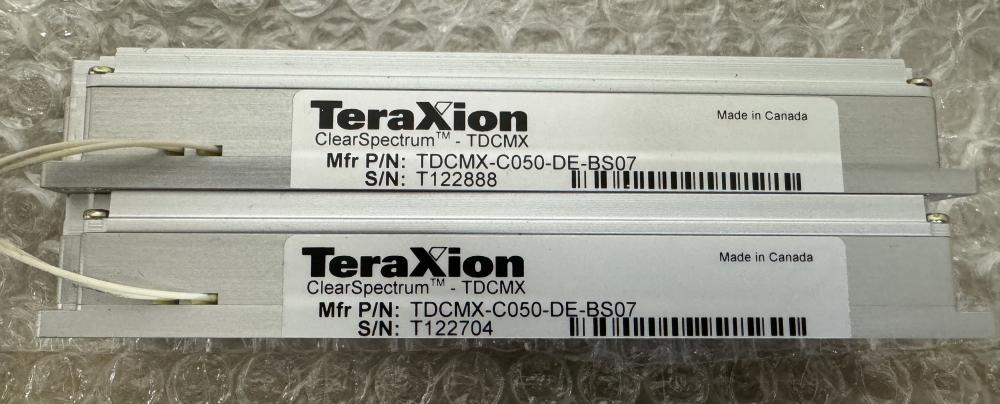 TeraXion
Made in Canada
ClearSpectrum™ - TDCMX
Mfr P/N: TDCMX-C050-DE-BS07
S/N: T122888
TeraXion
Made in Canada
ClearSpectrum™ - TDCMX
Mfr P/N: TDCMX-C050-DE-BS07
S/N: T122704